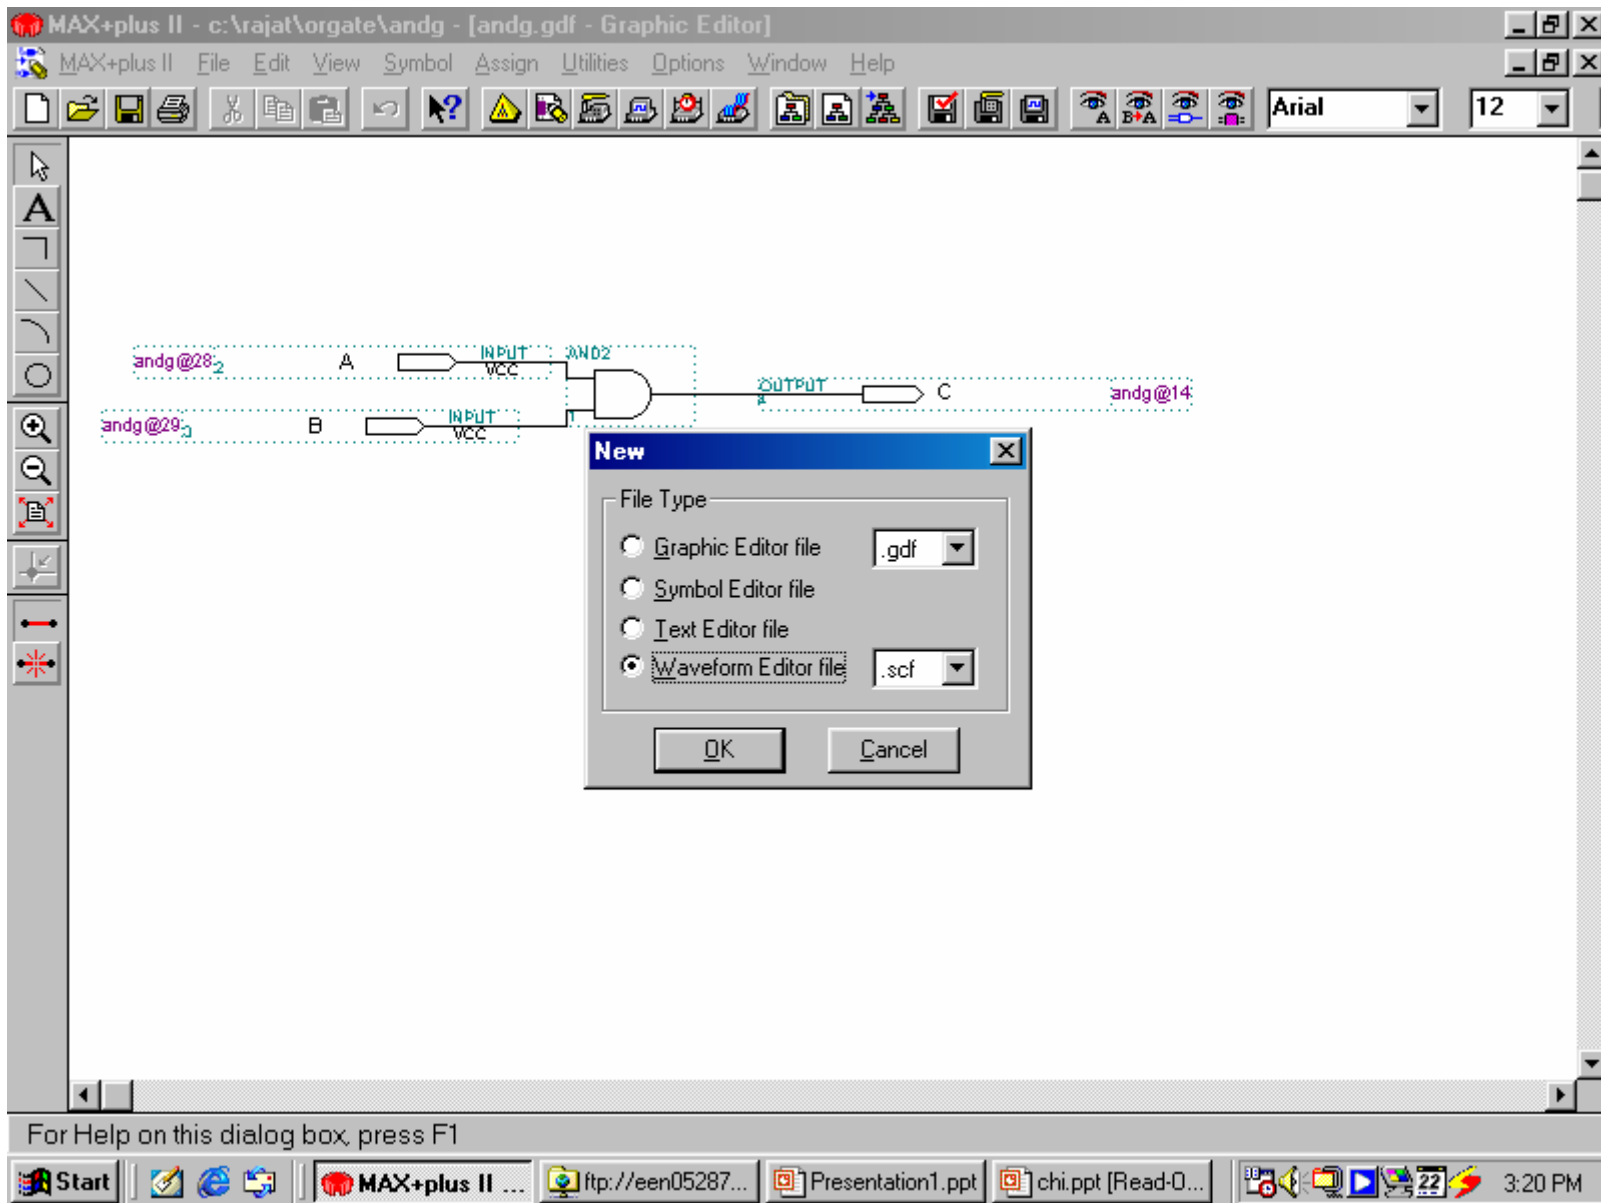 MAX+plus II - c:\rajat\orgate\andg - [andg.gdf - Graphic Editor]
MAX+plus II File Edit View Symbol Assign Utilities Options Window Help
Arial 12
andg@28 2 A INPUT VCC AND2
OUTPUT C andg@14
andg@29 B INPUT VCC 1
New
File Type
Graphic Editor file .gdf
Symbol Editor file
Text Editor file
Waveform Editor file .scf
OK Cancel
For Help on this dialog box, press F1
Start MAX+plus II ... ftp://een05287... Presentation1.ppt chi.ppt [Read-O... 22 3:20 PM